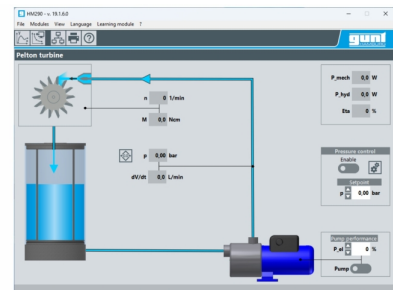 HM290 - v. 19.1.6.0
File Modules View Language Learning module ?
gunt
Pelton turbine
P_mech 0,0 W
P_hyd 0,0 W
Eta 0 %
n 0 1/min
M 0,0 Ncm
p 0,00 bar
dV/dt 0,0 L/min
Pressure control
Enable
Setpoint
p 0,00 bar
Pump performance
P_el 0 %
Pump